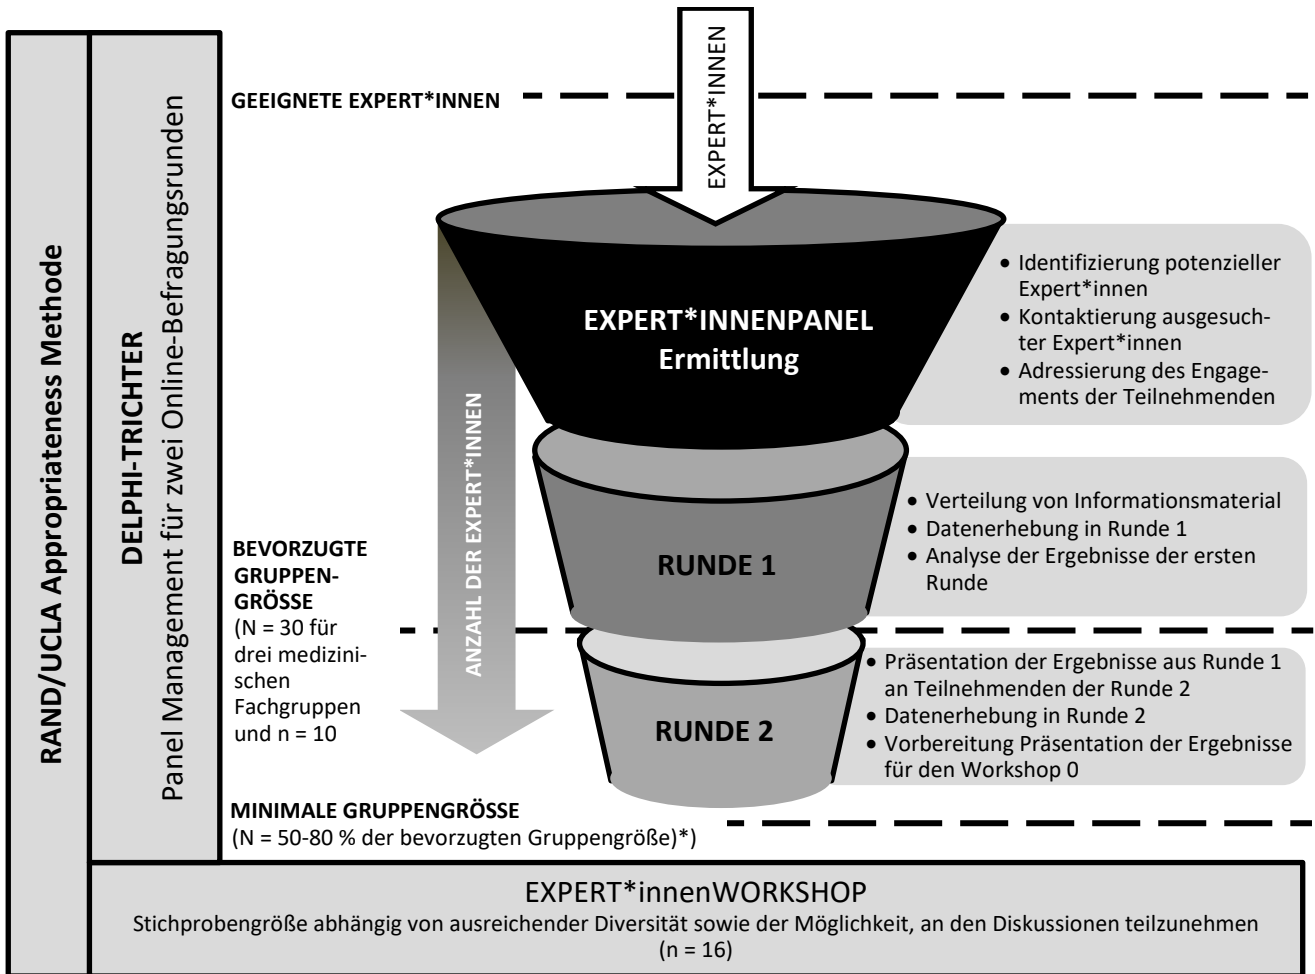 RAND/UCLA Appropriateness Methode
DELPHI-TRICHTER
Panel Management für zwei Online-Befragungsrunden
EXPERT*INNEN
GEEIGNETE EXPERT*INNEN
EXPERT*INNENPANEL
Ermittlung
• Identifizierung potenzieller
Expert*innen
• Kontaktierung ausgesuch-
ter Expert*innen
• Adressierung des Engage-
ments der Teilnehmenden
ANZAHL DER EXPERT*INNEN
RUNDE 1
• Verteilung von Informationsmaterial
• Datenerhebung in Runde 1
• Analyse der Ergebnisse der ersten
Runde
BEVORZUGTE
GRUPPEN-
GRÖSSE
(N = 30 für
drei medizini-
schen
Fachgruppen
und n = 10
RUNDE 2
• Präsentation der Ergebnisse aus Runde 1
an Teilnehmenden der Runde 2
• Datenerhebung in Runde 2
• Vorbereitung Präsentation der Ergebnisse
für den Workshop 0
MINIMALE GRUPPENGRÖSSE
(N = 50-80 % der bevorzugten Gruppengröße)*)
EXPERT*innenWORKSHOP
Stichprobengröße abhängig von ausreichender Diversität sowie der Möglichkeit, an den Diskussionen teilzunehmen
(n = 16)